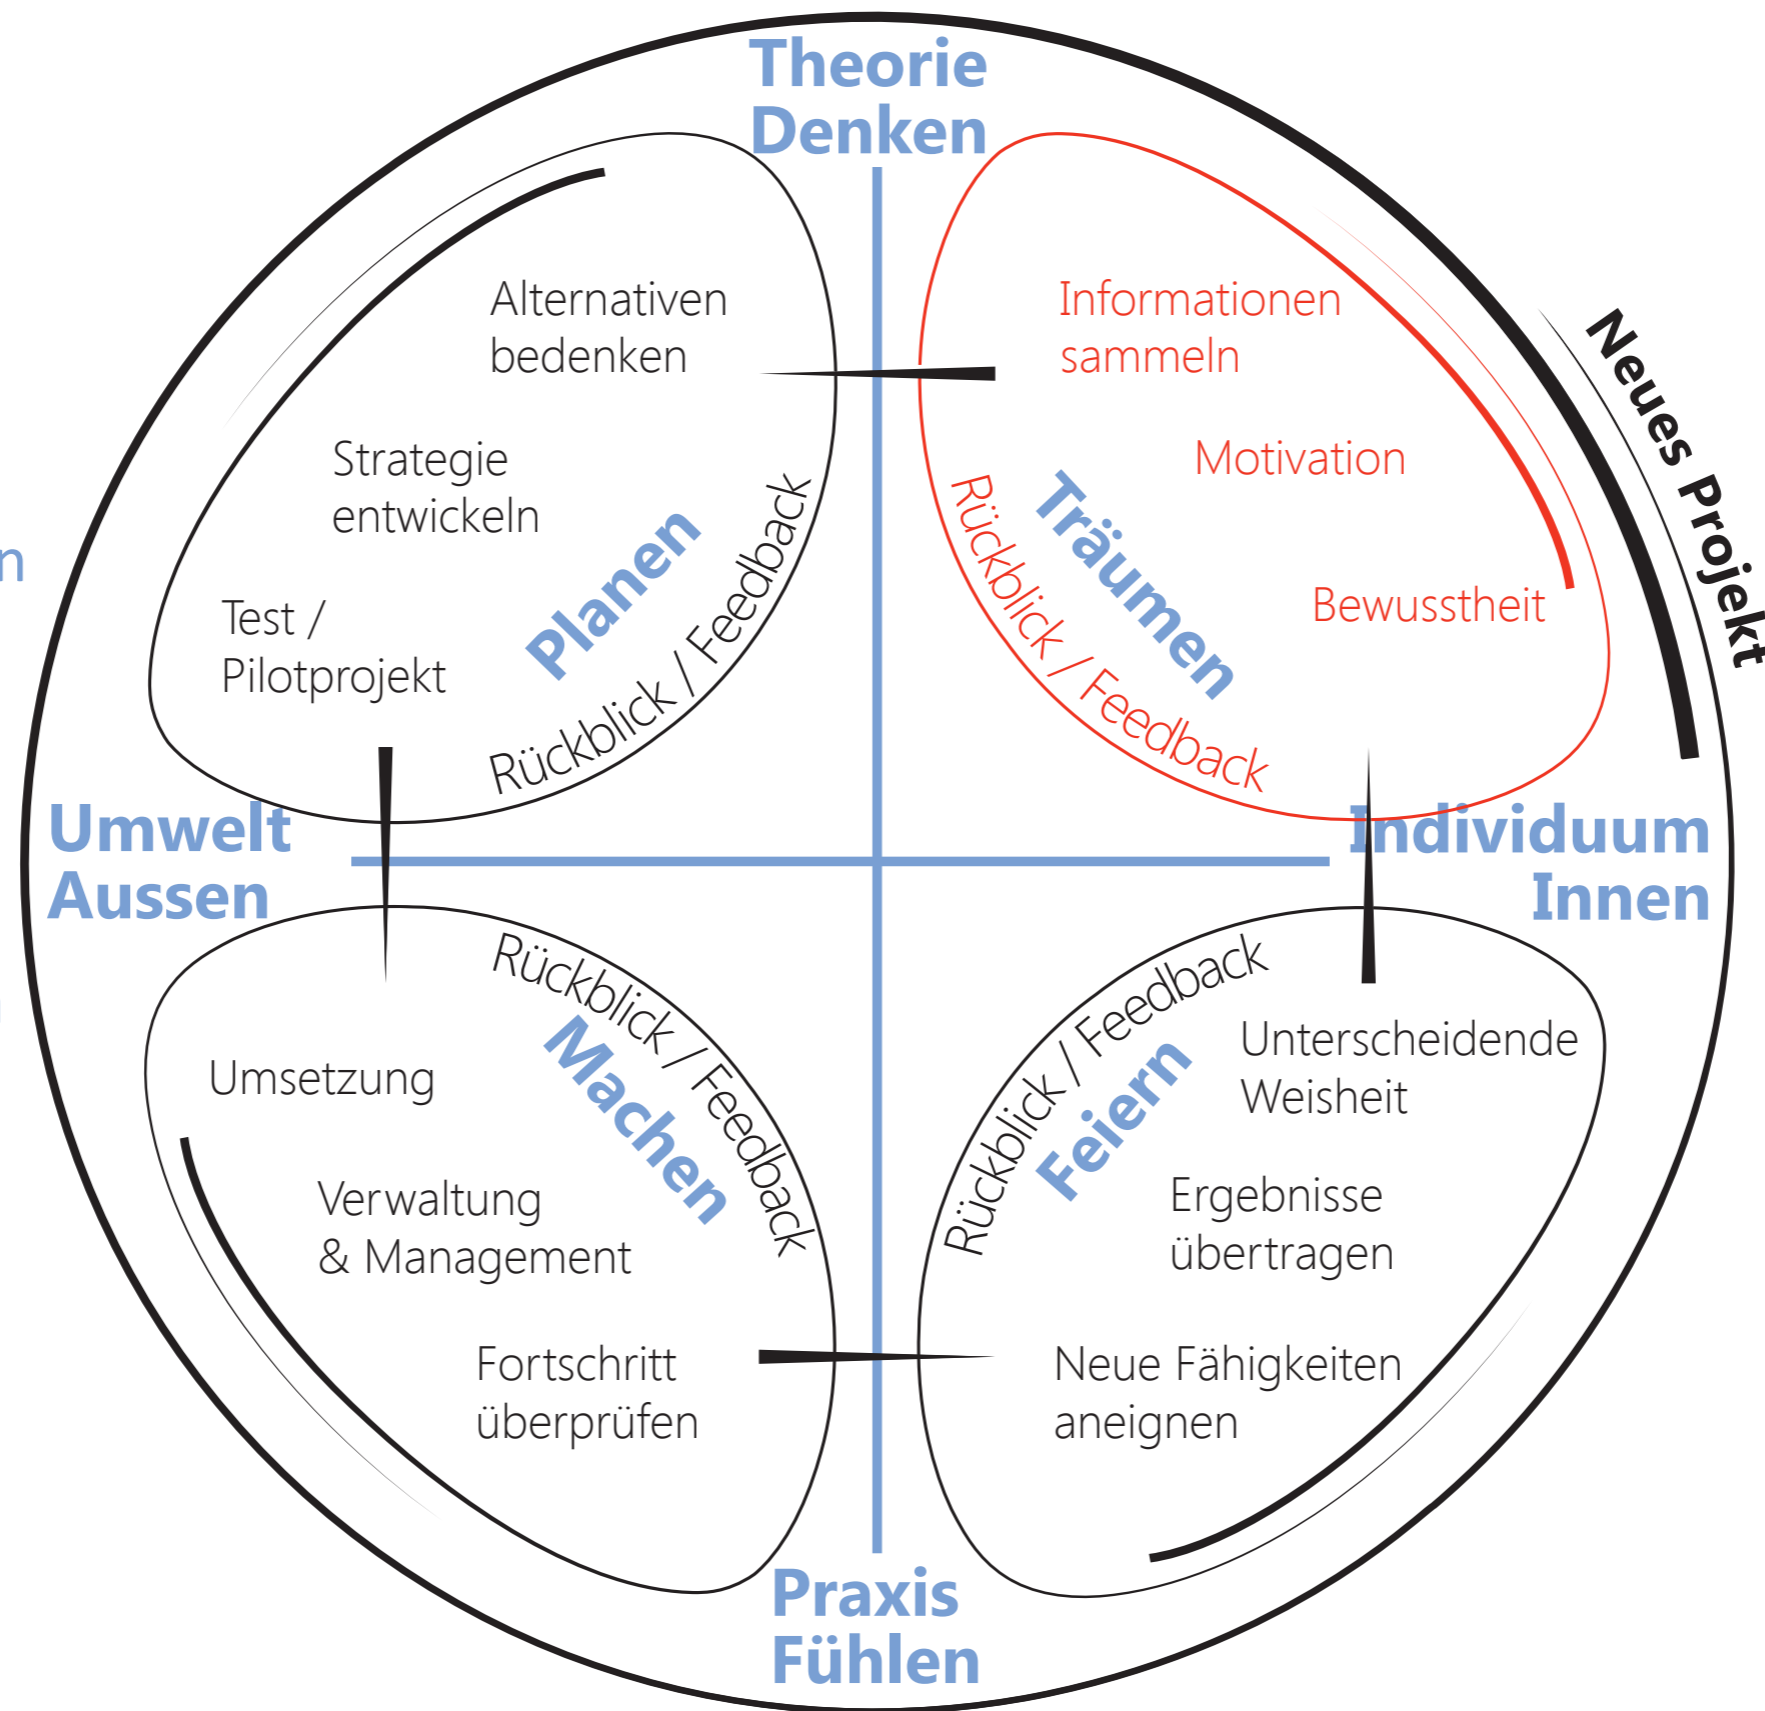 Theorie
Denken
Alternativen
bedenken
Strategie
entwickeln
Test /
Pilotprojekt
Planen
Rückblick / Feedback
Informationen
sammeln
Motivation
Bewusstheit
Träumen
Rückblick / Feedback
Neues Projekt
Umwelt
Aussen
Individuum
Innen
Rückblick / Feedback
Machen
Umsetzung
Verwaltung
& Management
Fortschritt
überprüfen
Rückblick / Feedback
Feiern
Unterscheidende
Weisheit
Ergebnisse
übertragen
Neue Fähigkeiten
aneignen
Praxis
Fühlen